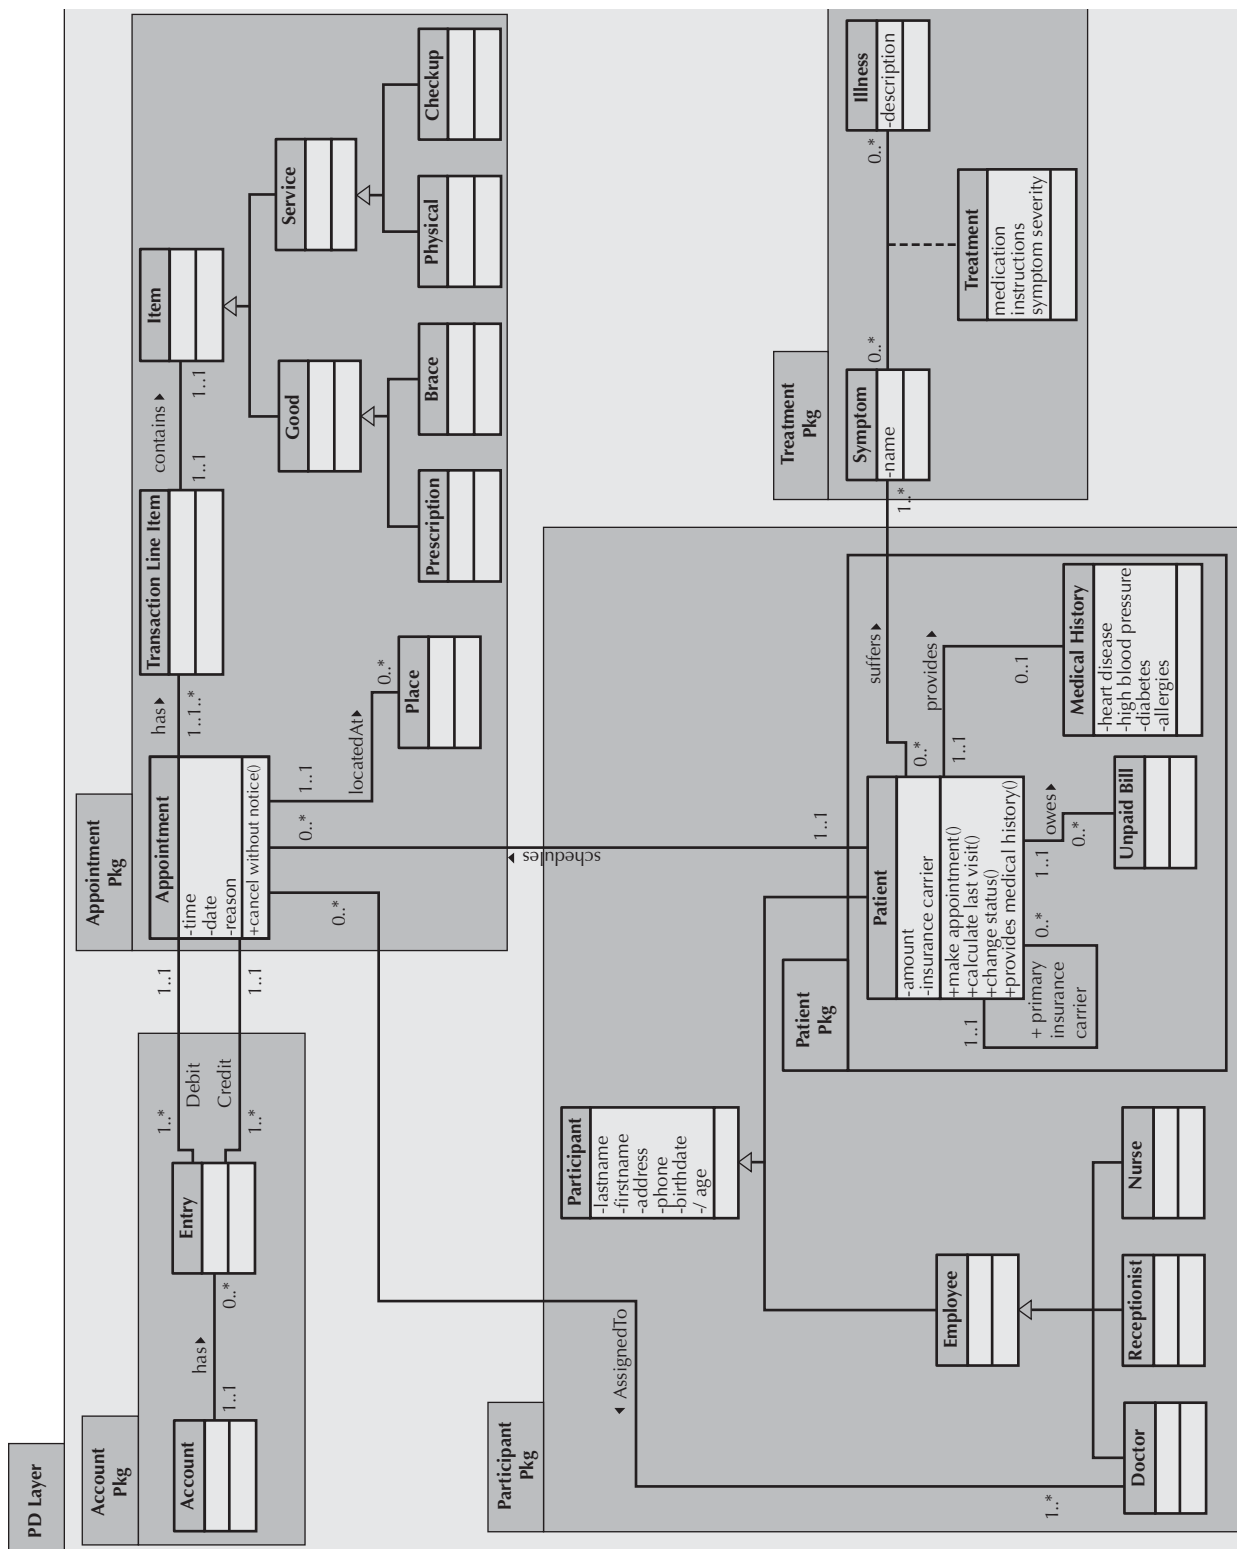 PD Layer
Account
Pkg
Account
1..1
has ▶
0..*
Entry
1..*
Debit
1..1
1..*
Credit
1..1
Appointment
Pkg
Appointment
-time
-date
-reason
+cancel without notice()
has ▶
1..1..*
Transaction Line Item
contains ▶
1..1
1..1
Item
Good
Service
Prescription
Brace
Physical
Checkup
1..1
locatedAt ▶
0..*
Place
0..*
0..*
schedules
1..1
Participant
Pkg
◀ AssignedTo
1..*
Participant
-lastname
-firstname
-address
-phone
-birthdate
-/ age
Employee
Doctor
Receptionist
Nurse
Patient
Pkg
Patient
-amount
-insurance carrier
+make appointment()
+calculate last visit()
+change status()
+provides medical history()
1..1
+ primary
insurance
carrier
0..*
1..1
owes ▶
0..*
Unpaid Bill
0..*
suffers ▶
1..*
1..1
provides ▶
0..1
Medical History
-heart disease
-high blood pressure
-diabetes
-allergies
Treatment
Pkg
Symptom
-name
0..*
0..*
Illness
-description
Treatment
medication
instructions
symptom severity